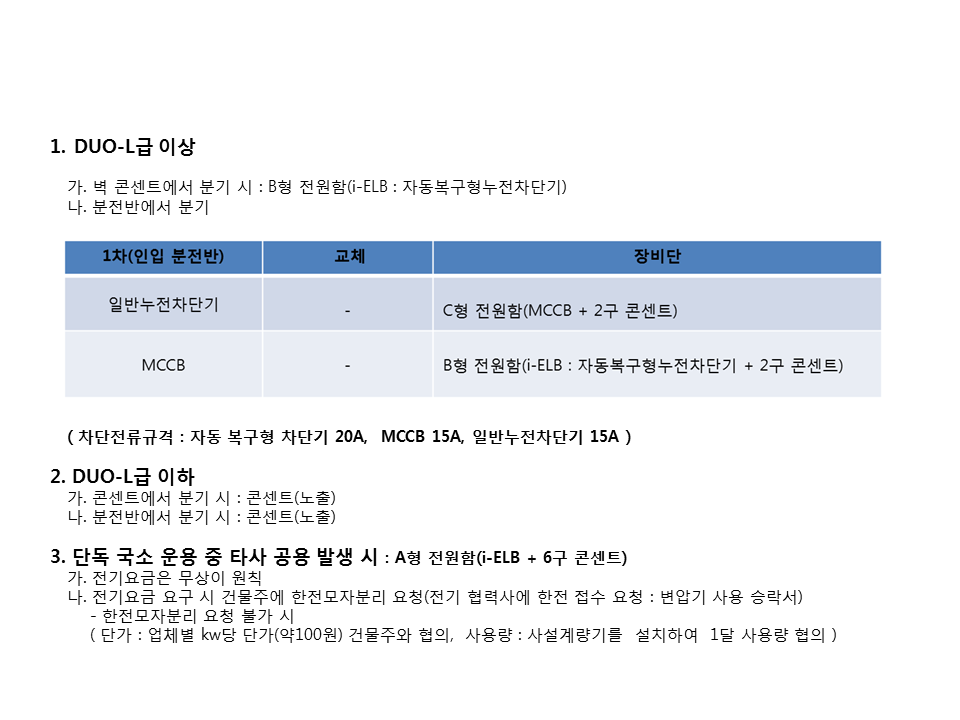 1. DUO-L급 이상
가. 벽 콘센트에서 분기 시 : B형 전원함(i-ELB : 자동복구형누전차단기)
나. 분전반에서 분기
1차(인입 분전반) 교체 장비단
일반누전차단기 - C형 전원함(MCCB + 2구 콘센트)
MCCB - B형 전원함(i-ELB : 자동복구형누전차단기 + 2구 콘센트)
( 차단전류규격 : 자동 복구형 차단기 20A, MCCB 15A, 일반누전차단기 15A )
2. DUO-L급 이하
가. 콘센트에서 분기 시 : 콘센트(노출)
나. 분전반에서 분기 시 : 콘센트(노출)
3. 단독 국소 운용 중 타사 공용 발생 시 : A형 전원함(i-ELB + 6구 콘센트)
가. 전기요금은 무상이 원칙
나. 전기요금 요구 시 건물주에 한전모자분리 요청(전기 협력사에 한전 접수 요청 : 변압기 사용 승락서)
- 한전모자분리 요청 불가 시
( 단가 : 업체별 kw당 단가(약100원) 건물주와 협의, 사용량 : 사설계량기를 설치하여 1달 사용량 협의 )